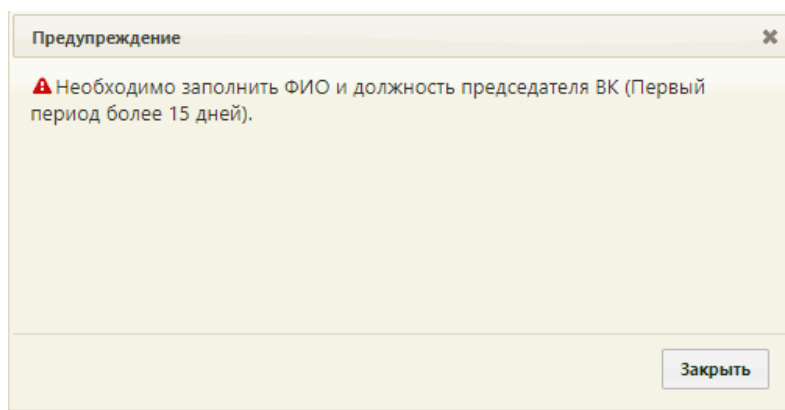 Предупреждение
Необходимо заполнить ФИО и должность председателя ВК (Первый
период более 15 дней).
Закрыть